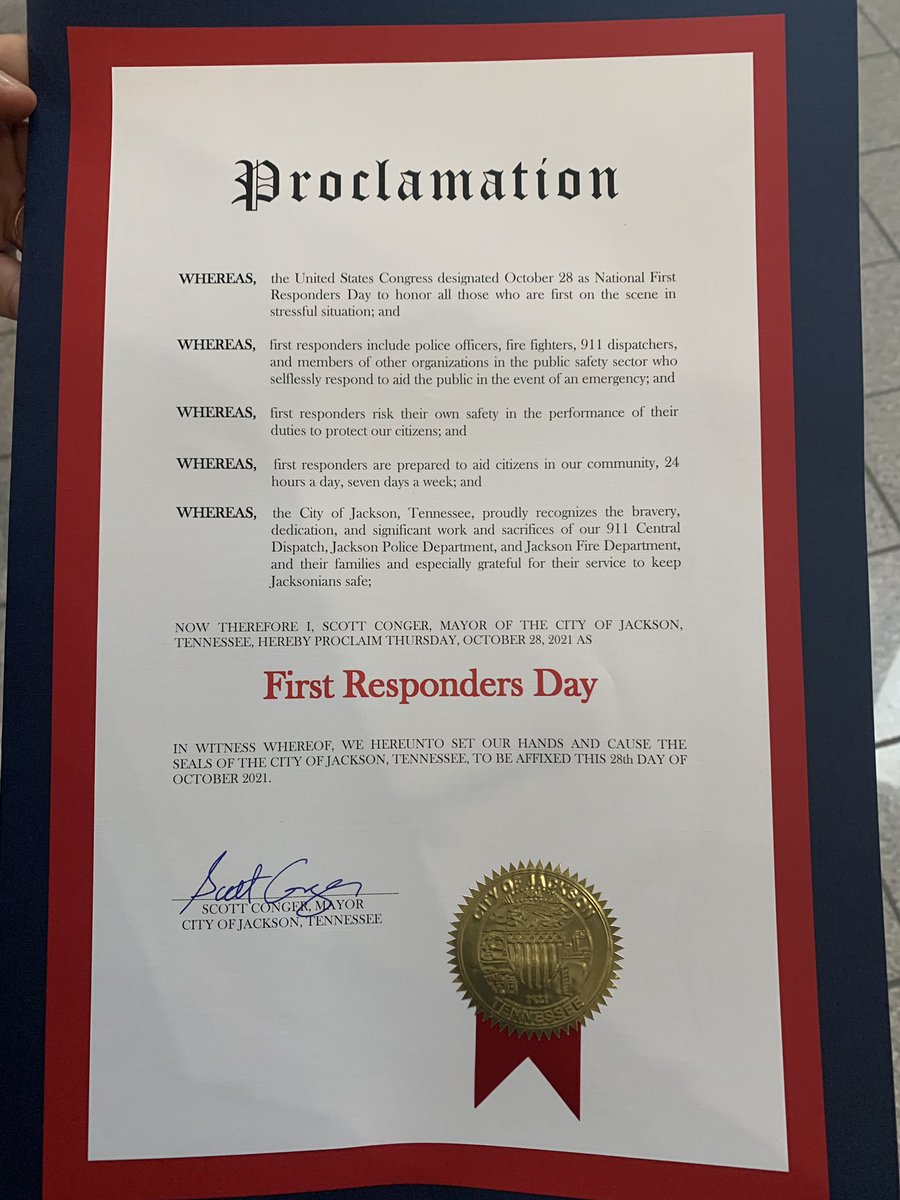 Proclamation
WHEREAS, the United States Congress designated October 28 as National First
Responders Day to honor all those who are first on the scene in
stressful situation; and
WHEREAS, first responders include police officers, fire fighters, 911 dispatchers,
and members of other organizations in the public safety sector who
selflessly respond to aid the public in the event of an emergency; and
WHEREAS, first responders risk their own safety in the performance of their
duties to protect our citizens; and
WHEREAS, first responders are prepared to aid citizens in our community, 24
hours a day, seven days a week; and
WHEREAS, the City of Jackson, Tennessee, proudly recognizes the bravery,
dedication, and significant work and sacrifices of our 911 Central
Dispatch, Jackson Police Department, and Jackson Fire Department,
and their families and especially grateful for their service to keep
Jacksonians safe;
NOW THEREFORE I, SCOTT CONGER, MAYOR OF THE CITY OF JACKSON,
TENNESSEE, HEREBY PROCLAIM THURSDAY, OCTOBER 28, 2021 AS
First Responders Day
IN WITNESS WHEREOF, WE HEREUNTO SET OUR HANDS AND CAUSE THE
SEALS OF THE CITY OF JACKSON, TENNESSEE, TO BE AFFIXED THIS 28th DAY OF
OCTOBER 2021.
Scott Conger
SCOTT CONGER, MAYOR
CITY OF JACKSON, TENNESSEE
CITY OF JACKSON
1821
TENNESSEE